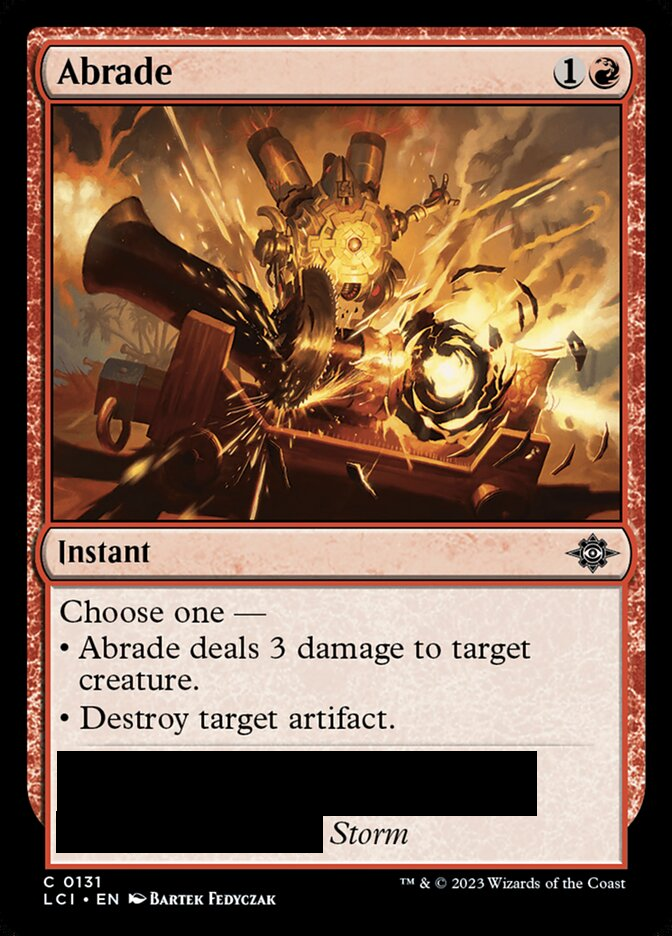 Abrade
1
Instant
Choose one —
• Abrade deals 3 damage to target
creature.
• Destroy target artifact.
Storm
C 0131
LCI • EN Bartek Fedyczak
™ & © 2023 Wizards of the Coast